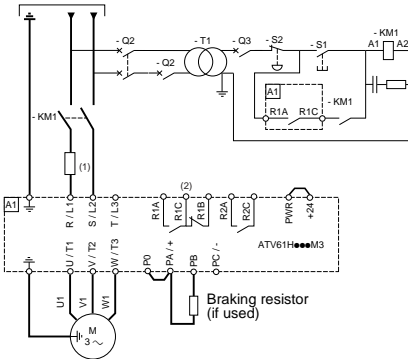 - Q2
- T1
- Q3
- S2
- S1
- KM1
A1
A2
- Q2
A1
R1A
R1C
- KM1
- KM1
(1)
(2)
A1
R / L1
S / L2
T / L3
R1A
R1C
R1B
R2A
R2C
PWR
+24
ATV61H●●●M3
U / T1
V / T2
W / T3
P0
PA / +
PB
PC / -
U1
V1
W1
Braking resistor
(if used)
M
3 ~